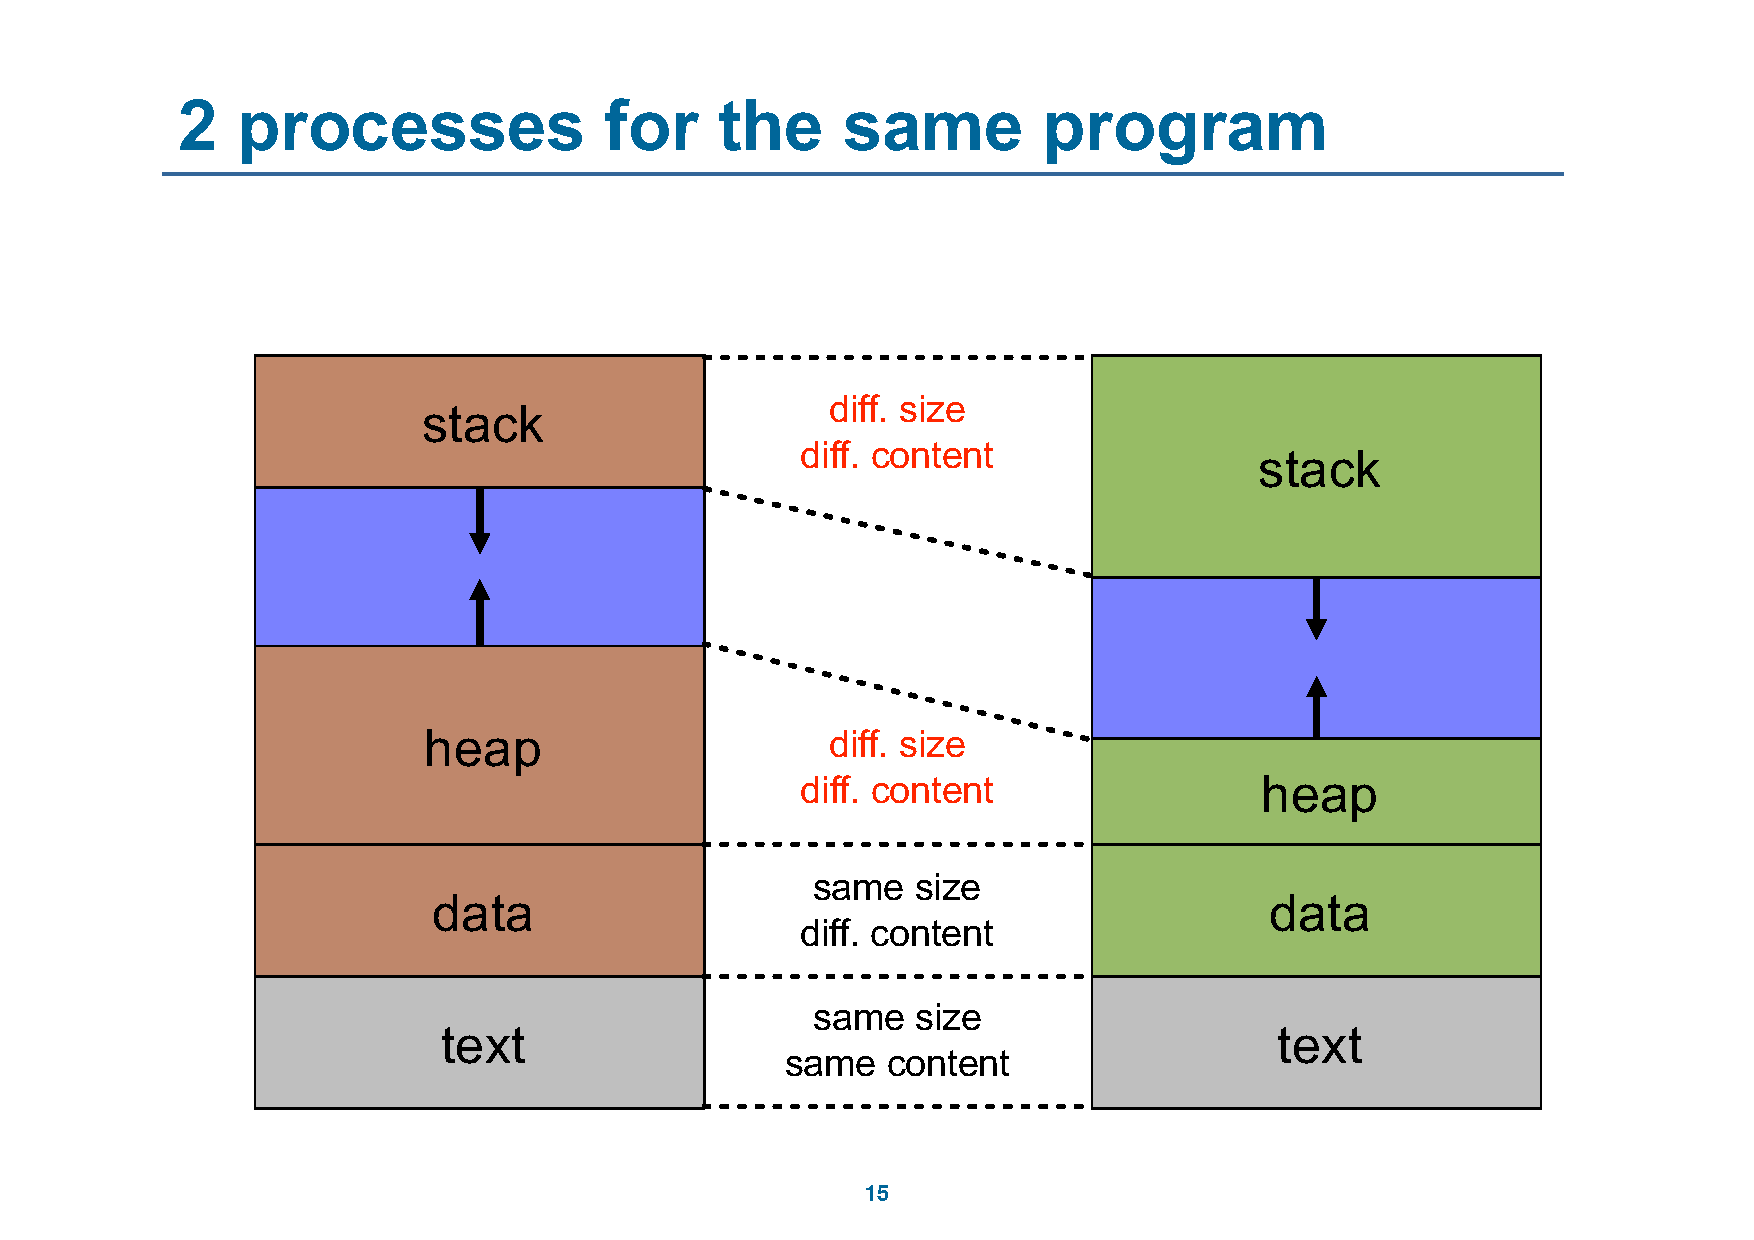 2 processes for the same program
stack
diff. size
diff. content
stack
heap
diff. size
diff. content
heap
data
same size
diff. content
data
text
same size
same content
text
15